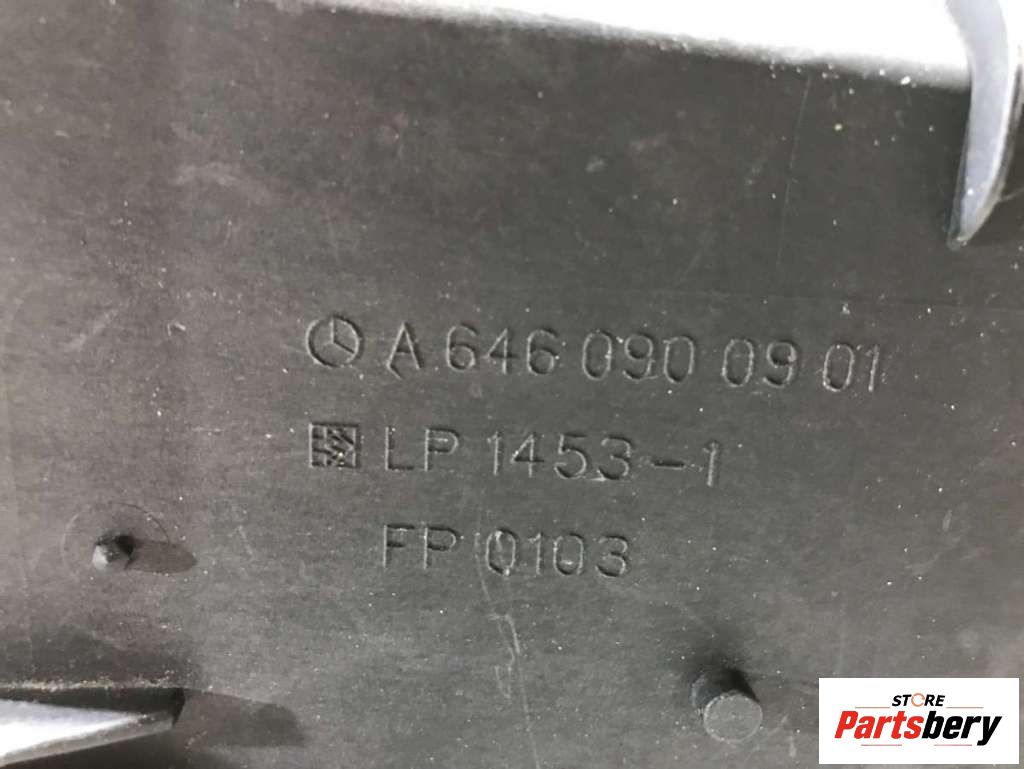 A 646 090 09 01
LP 1453-1
FP 0103
STORE
Partsbery